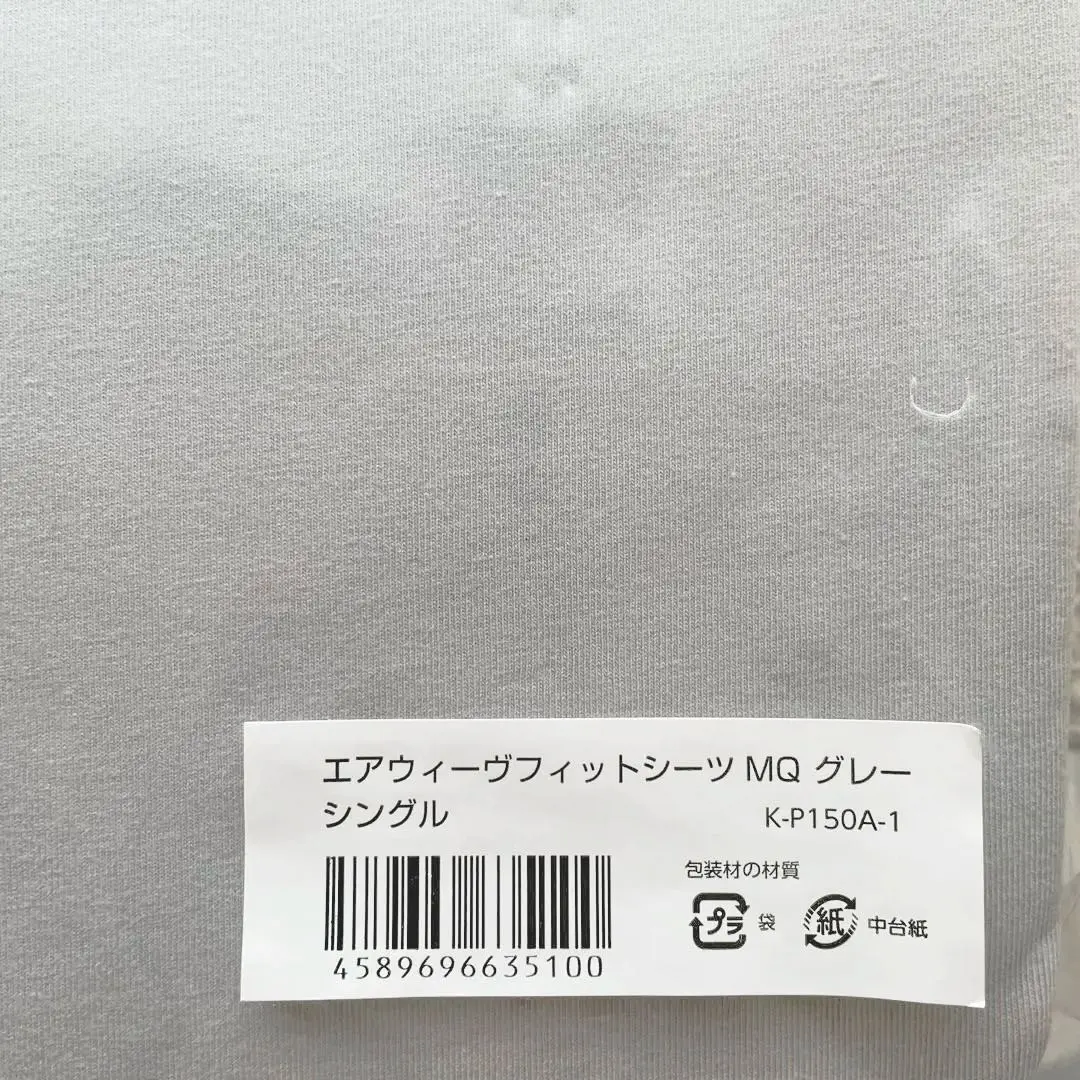 エアウィーヴフィットシーツ MQ グレー
シングル K-P150A-1
包装材の材質
プラ 袋 紙 中台紙
4589696635100